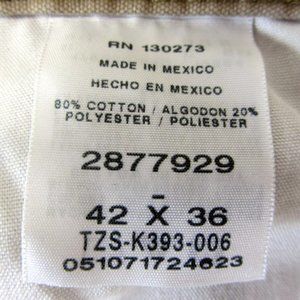 RN 130273
MADE IN MEXICO
HECHO EN MEXICO
80% COTTON / ALGODON 20%
POLYESTER / POLIESTER
2877929
-
42 X 36
TZS-K393-006
051071724623